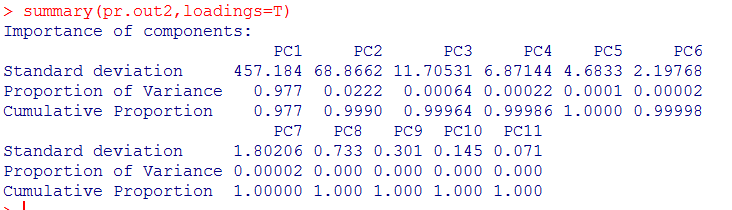 > summary(pr.out2,loadings=T)
Importance of components:
                           PC1     PC2      PC3     PC4    PC5     PC6
Standard deviation     457.184 68.8662 11.70531 6.87144 4.6833 2.19768
Proportion of Variance   0.977  0.0222  0.00064 0.00022 0.0001 0.00002
Cumulative Proportion    0.977  0.9990  0.99964 0.99986 1.0000 0.99998
                           PC7   PC8   PC9  PC10  PC11
Standard deviation     1.80206 0.733 0.301 0.145 0.071
Proportion of Variance 0.00002 0.000 0.000 0.000 0.000
Cumulative Proportion  1.00000 1.000 1.000 1.000 1.000
>